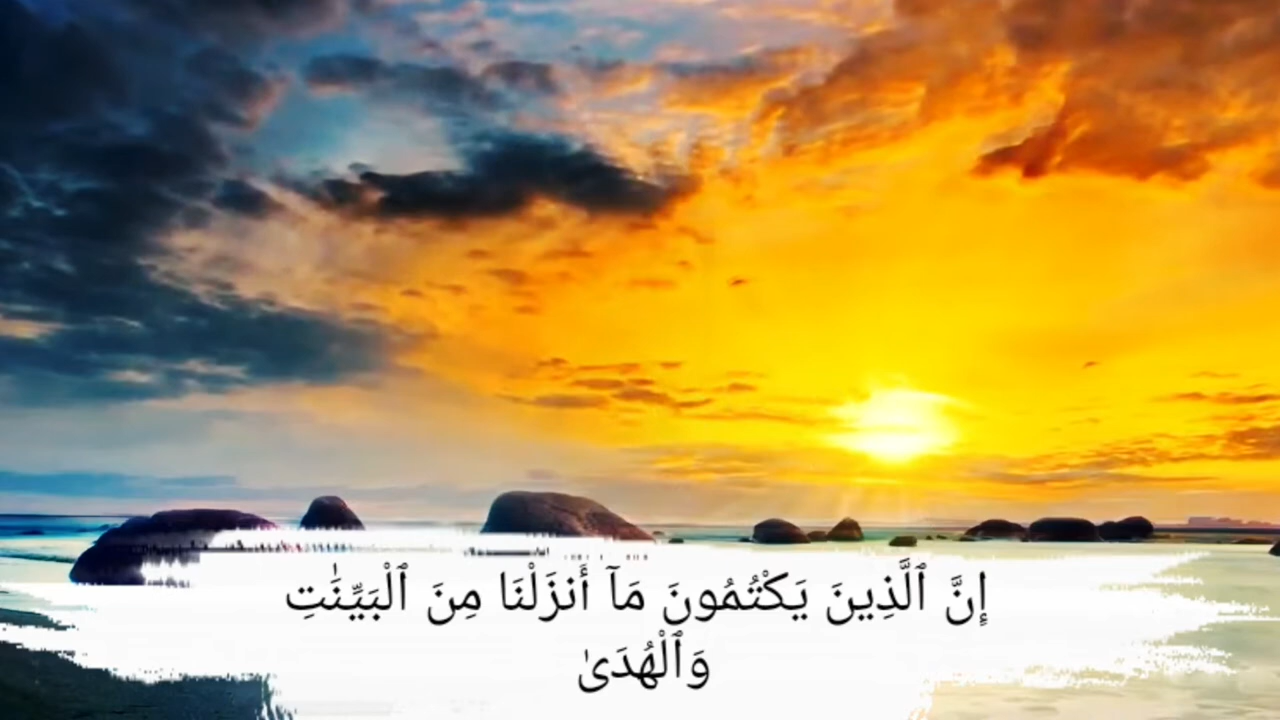 إِنَّ ٱلَّذِينَ يَكْتُمُونَ مَآ أَنزَلْنَا مِنَ ٱلْبَيِّنَٰتِ
وَٱلْهُدَىٰ